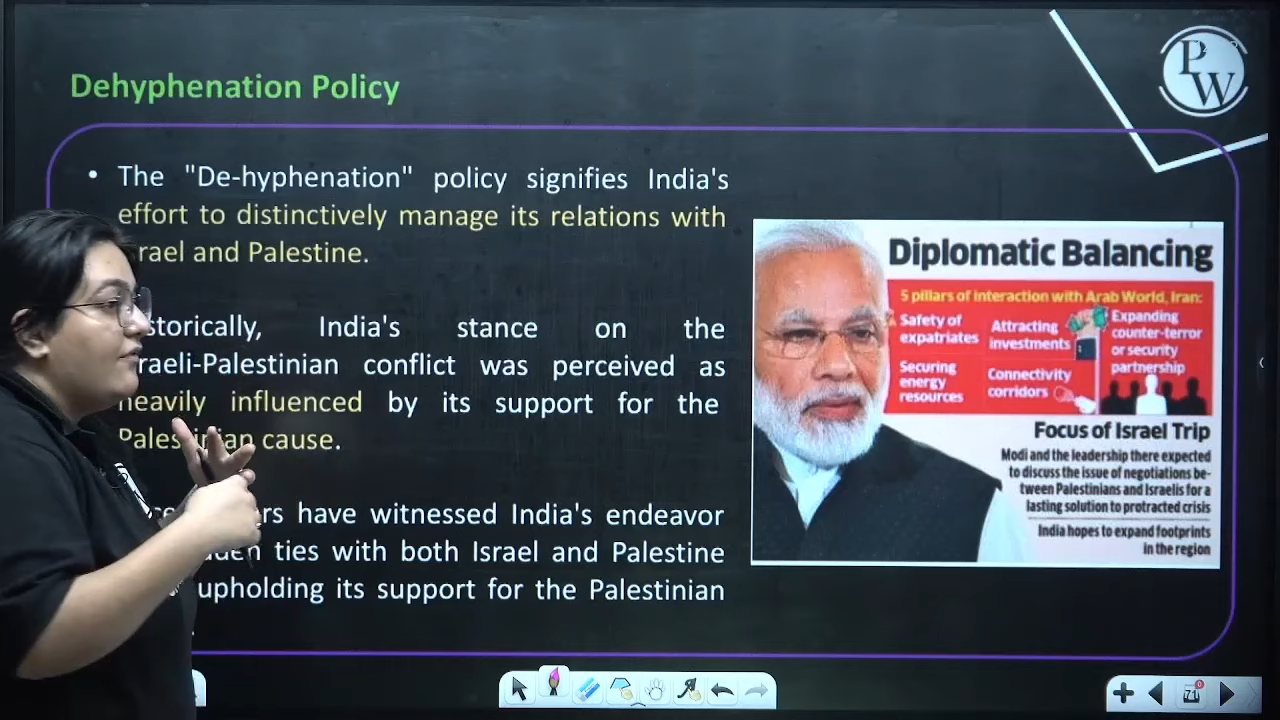 Dehyphenation Policy
PW
• The "De-hyphenation" policy signifies India's
effort to distinctively manage its relations with
rael and Palestine.
storically, India's stance on the
raeli-Palestinian conflict was perceived as
heavily influenced by its support for the
Palestinian cause.
rs have witnessed India's endeavor
ties with both Israel and Palestine
upholding its support for the Palestinian
Diplomatic Balancing
5 pillars of interaction with Arab World, Iran:
Safety of
expatriates
Attracting
investments
Expanding
counter-terror
or security
partnership
Securing
energy
resources
Connectivity
corridors
Focus of Israel Trip
Modi and the leadership there expected
to discuss the issue of negotiations be-
tween Palestinians and Israelis for a
lasting solution to protracted crisis
India hopes to expand footprints
in the region
71